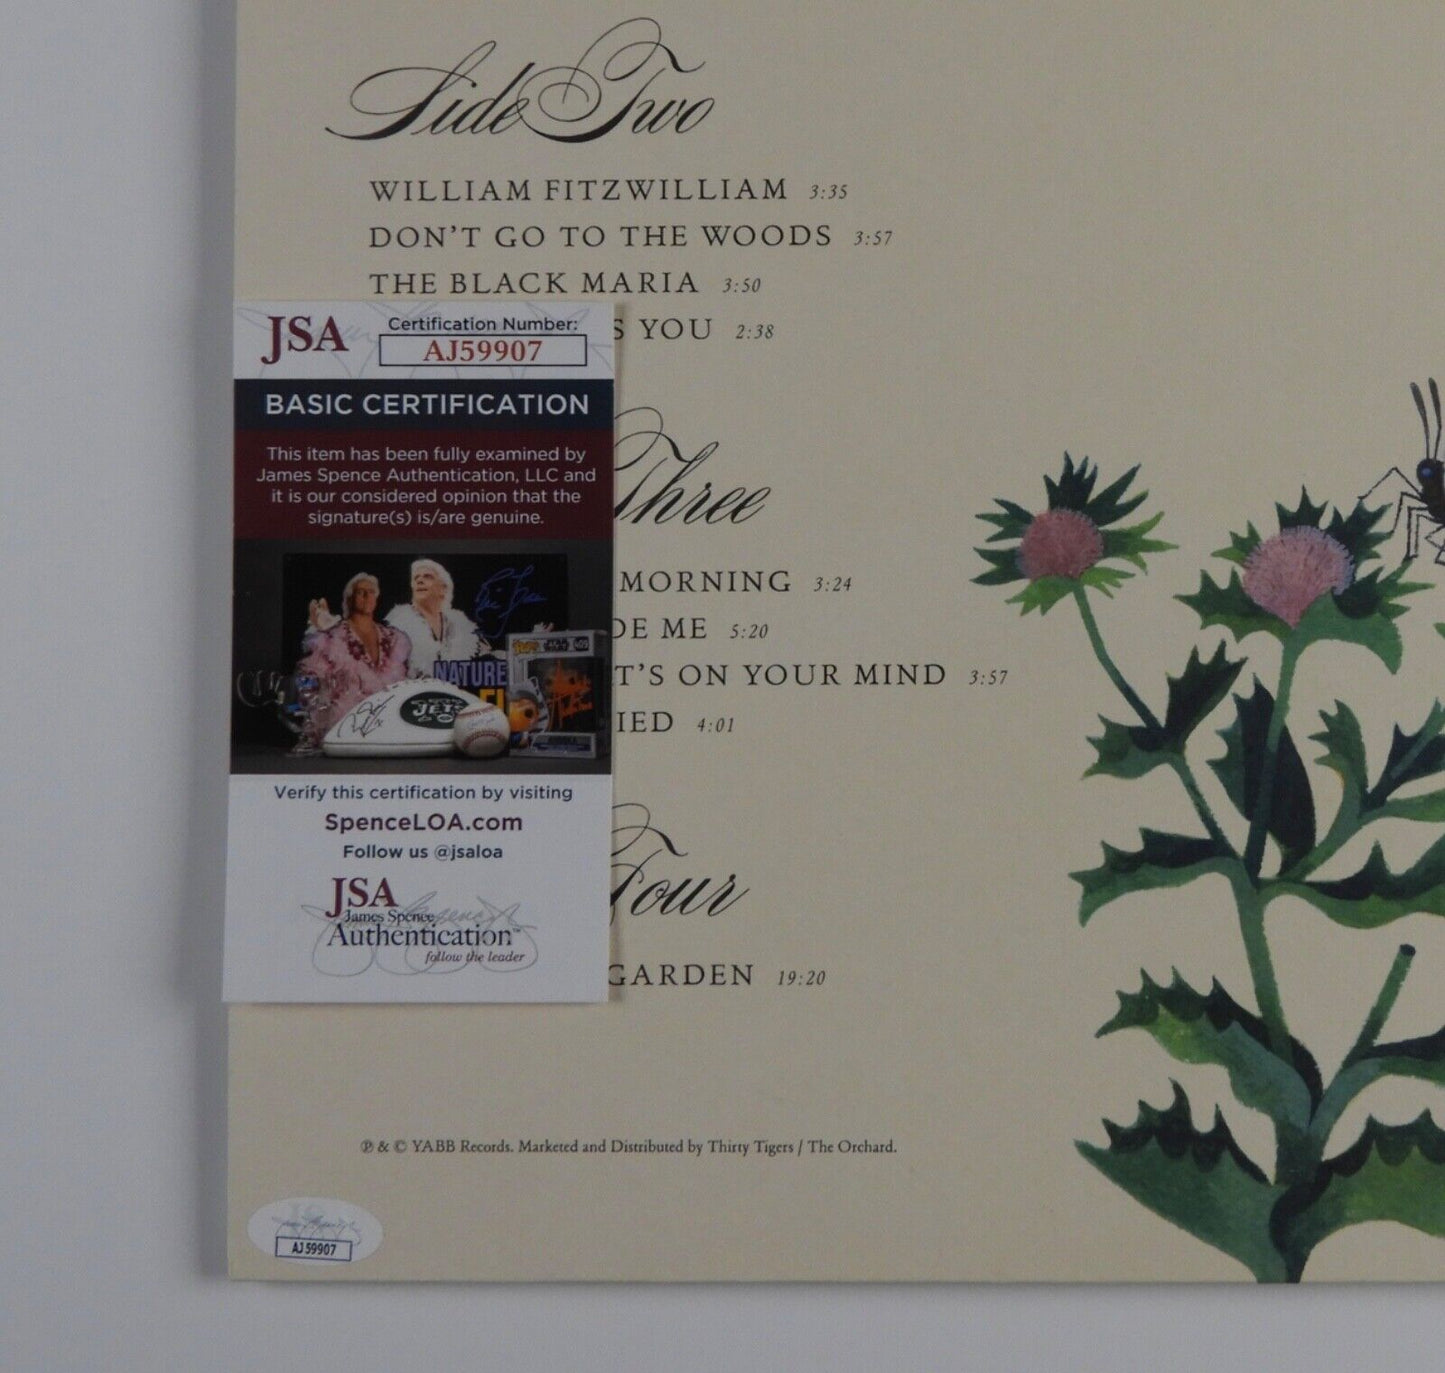 Side Two
WILLIAM FITZWILLIAM 3:35
DON'T GO TO THE WOODS 3:57
THE BLACK MARIA 3:50
S YOU 2:38
Three
MORNING 3:24
DE ME 5:20
T'S ON YOUR MIND 3:57
IED 4:01
Four
GARDEN 19:20
℗ & © YABB Records. Marketed and Distributed by Thirty Tigers / The Orchard.
JSA
Certification Number:
AJ59907
BASIC CERTIFICATION
This item has been fully examined by
James Spence Authentication, LLC and
it is our considered opinion that the
signature(s) is/are genuine.
NATURE
JETS
Verify this certification by visiting
SpenceLOA.com
Follow us @jsaloa
JSA
James Spence
Authentication™
follow the leader
AJ59907